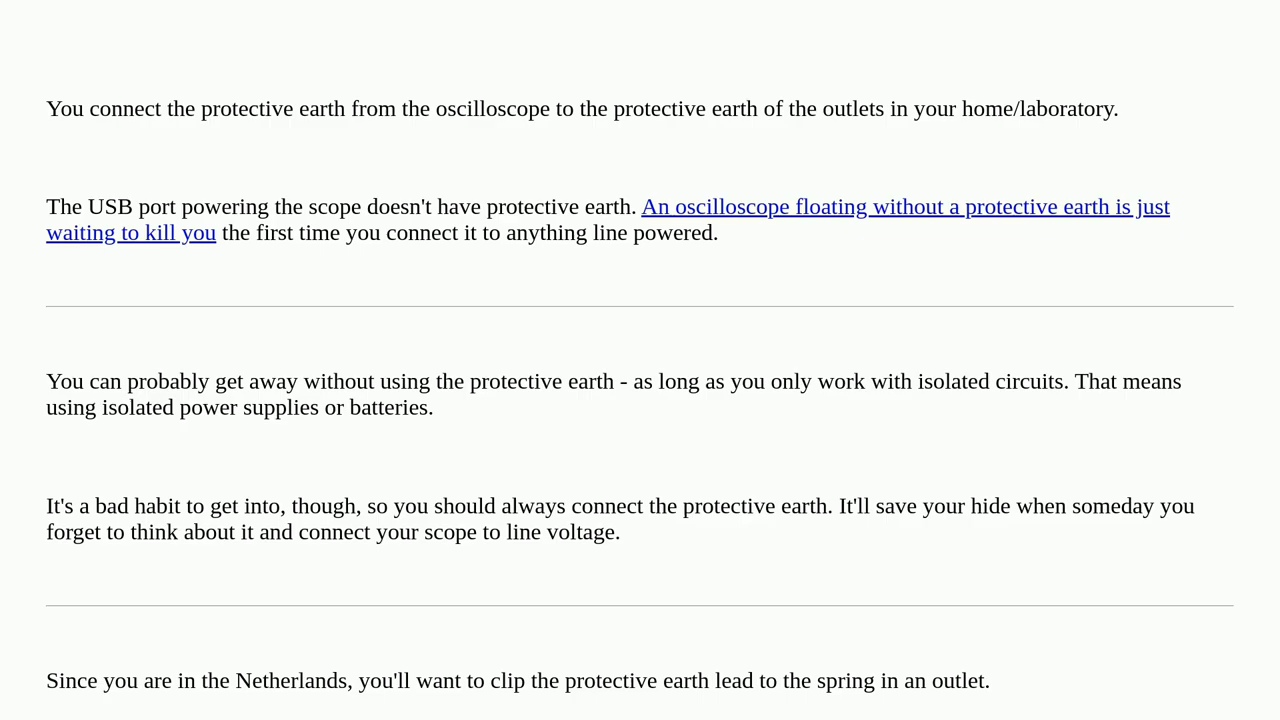 You connect the protective earth from the oscilloscope to the protective earth of the outlets in your home/laboratory.
The USB port powering the scope doesn't have protective earth. An oscilloscope floating without a protective earth is just
waiting to kill you the first time you connect it to anything line powered.
You can probably get away without using the protective earth - as long as you only work with isolated circuits. That means
using isolated power supplies or batteries.
It's a bad habit to get into, though, so you should always connect the protective earth. It'll save your hide when someday you
forget to think about it and connect your scope to line voltage.
Since you are in the Netherlands, you'll want to clip the protective earth lead to the spring in an outlet.